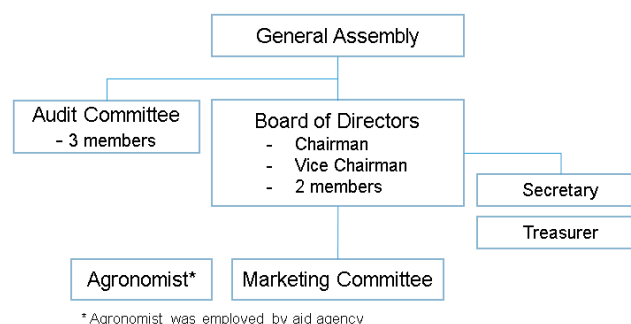 General Assembly
Audit Committee
- 3 members
Board of Directors
- Chairman
- Vice Chairman
- 2 members
Secretary
Treasurer
Agronomist*
Marketing Committee
* Agronomist was employed by aid agency